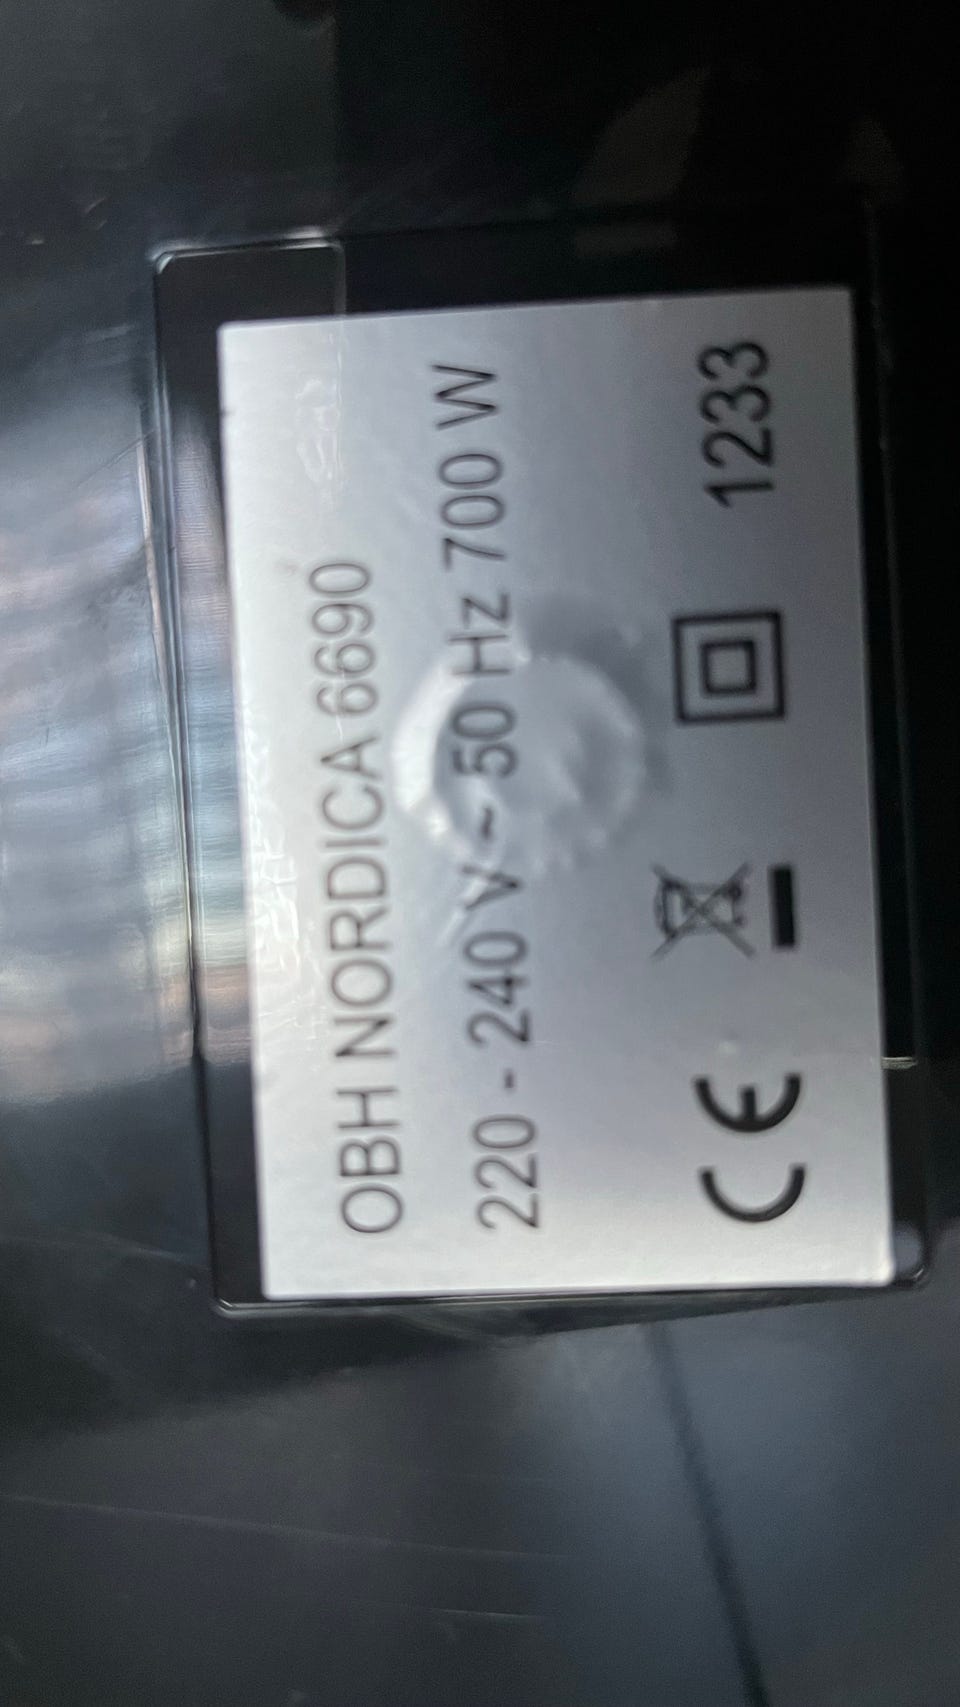 OBH NORDICA 6690
220 - 240 V ~ 50 Hz 700 W
CE 1233